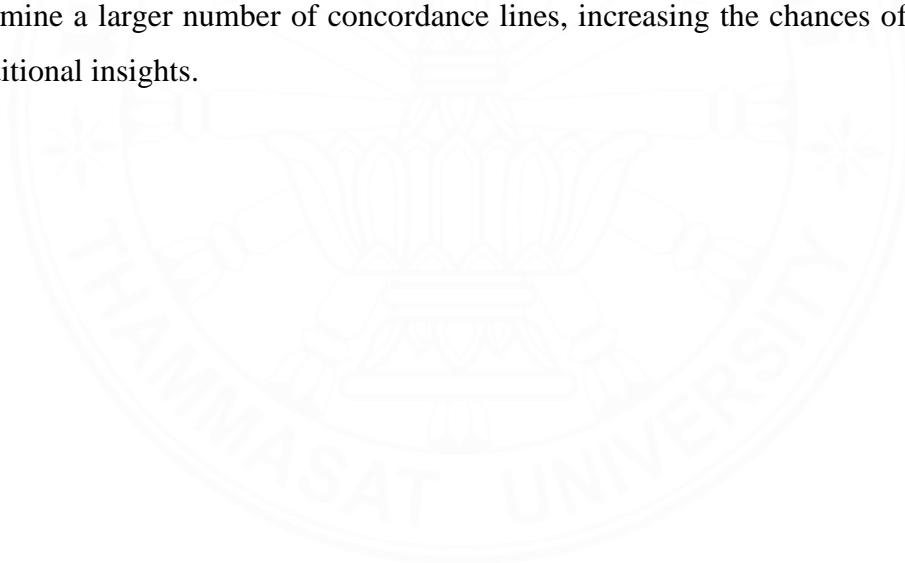 mine a larger number of concordance lines, increasing the chances of
itional insights.
THAMMASAT UNIVERSITY